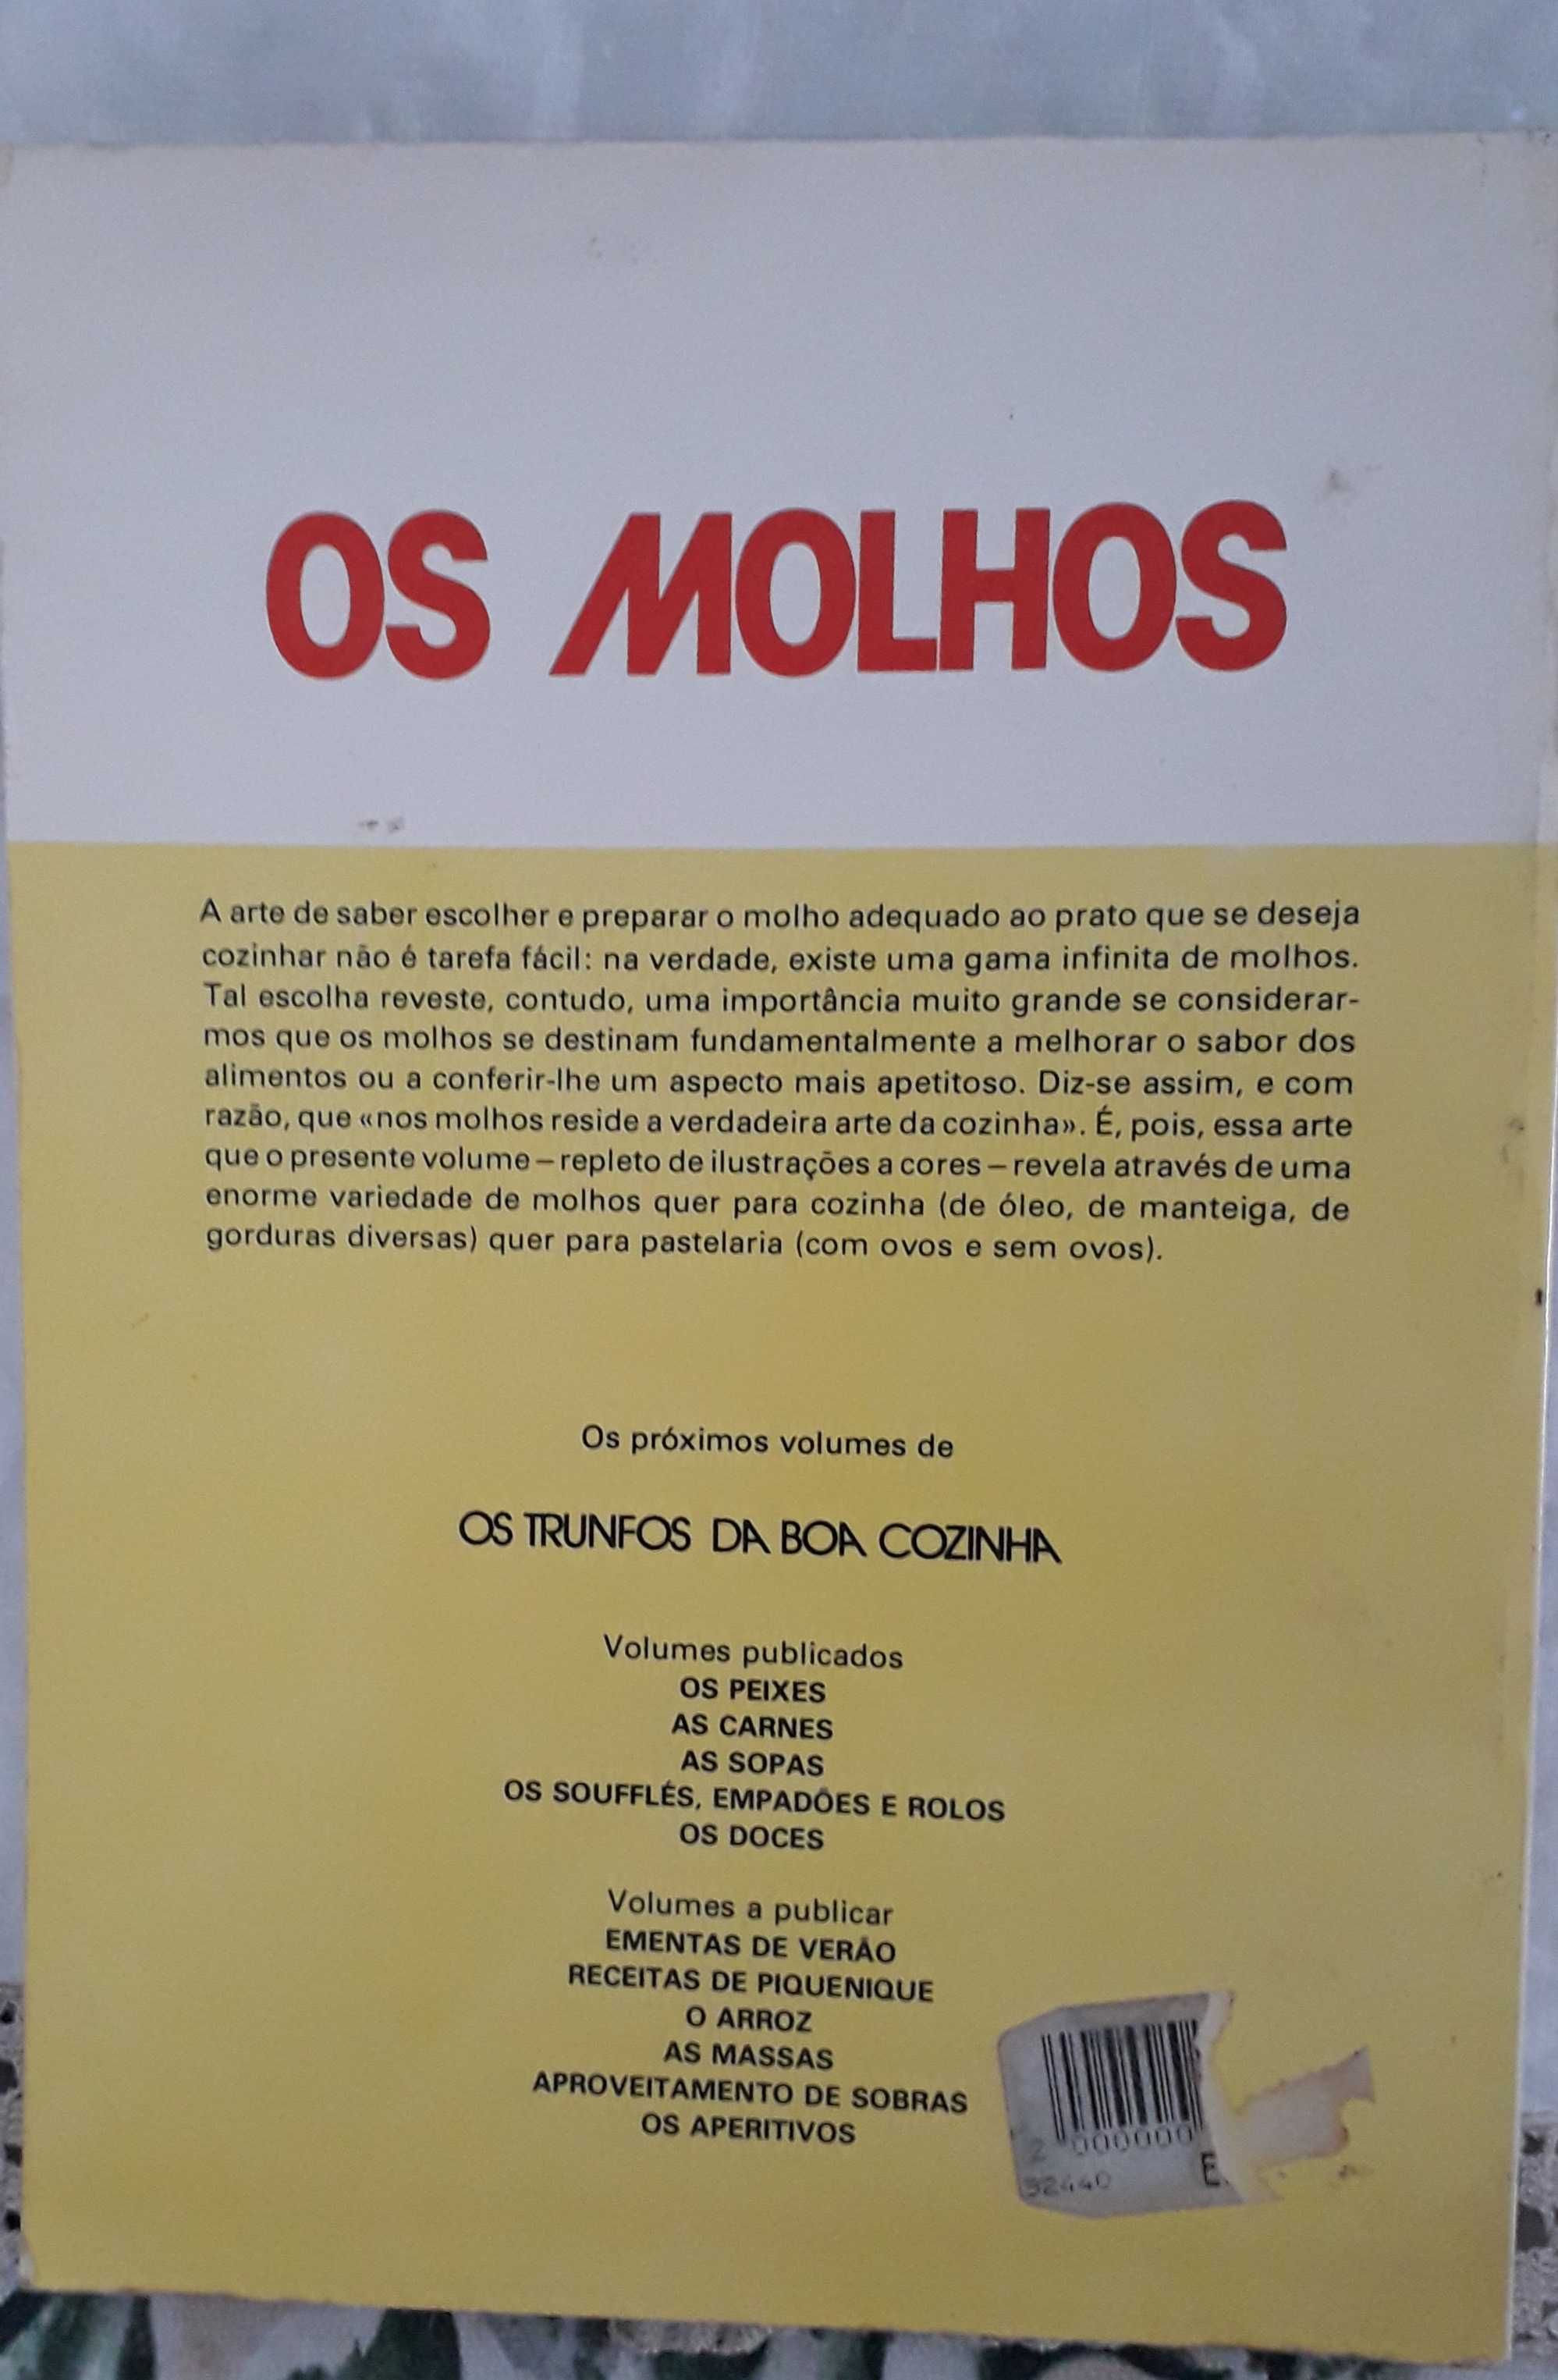 OS MOLHOS
A arte de saber escolher e preparar o molho adequado ao prato que se deseja
cozinhar não é tarefa fácil: na verdade, existe uma gama infinita de molhos.
Tal escolha reveste, contudo, uma importância muito grande se considerar-
mos que os molhos se destinam fundamentalmente a melhorar o sabor dos
alimentos ou a conferir-lhe um aspecto mais apetitoso. Diz-se assim, e com
razão, que «nos molhos reside a verdadeira arte da cozinha». É, pois, essa arte
que o presente volume – repleto de ilustrações a cores – revela através de uma
enorme variedade de molhos quer para cozinha (de óleo, de manteiga, de
gorduras diversas) quer para pastelaria (com ovos e sem ovos).
Os próximos volumes de
OS TRUNFOS DA BOA COZINHA
Volumes publicados
OS PEIXES
AS CARNES
AS SOPAS
OS SOUFFLÉS, EMPADÕES E ROLOS
OS DOCES
Volumes a publicar
EMENTAS DE VERÃO
RECEITAS DE PIQUENIQUE
O ARROZ
AS MASSAS
APROVEITAMENTO DE SOBRAS
OS APERITIVOS
2 000000
32440 E